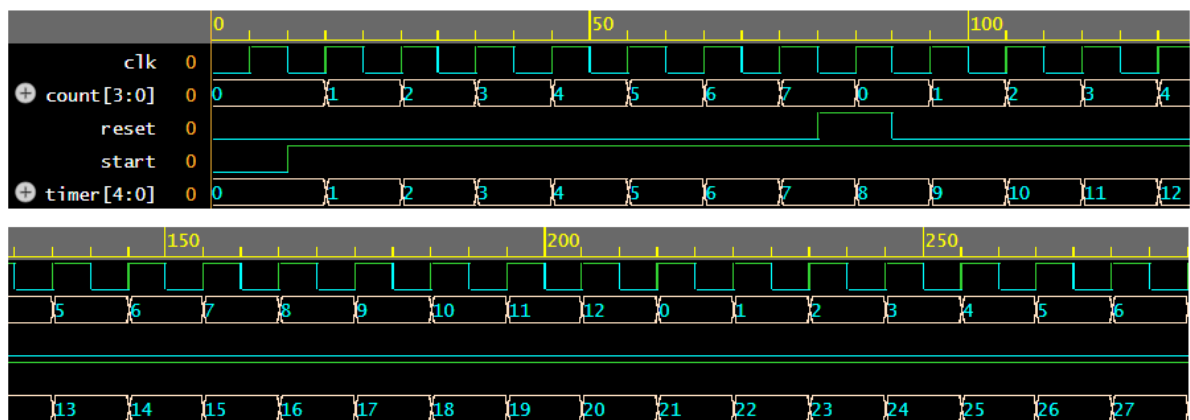 0 50 100
clk 0
count[3:0] 0 0 1 2 3 4 5 6 7 0 1 2 3 4
reset 0
start 0
timer[4:0] 0 0 1 2 3 4 5 6 7 8 9 10 11 12
150 200 250
5 6 7 8 9 10 11 12 0 1 2 3 4 5 6
13 14 15 16 17 18 19 20 21 22 23 24 25 26 27